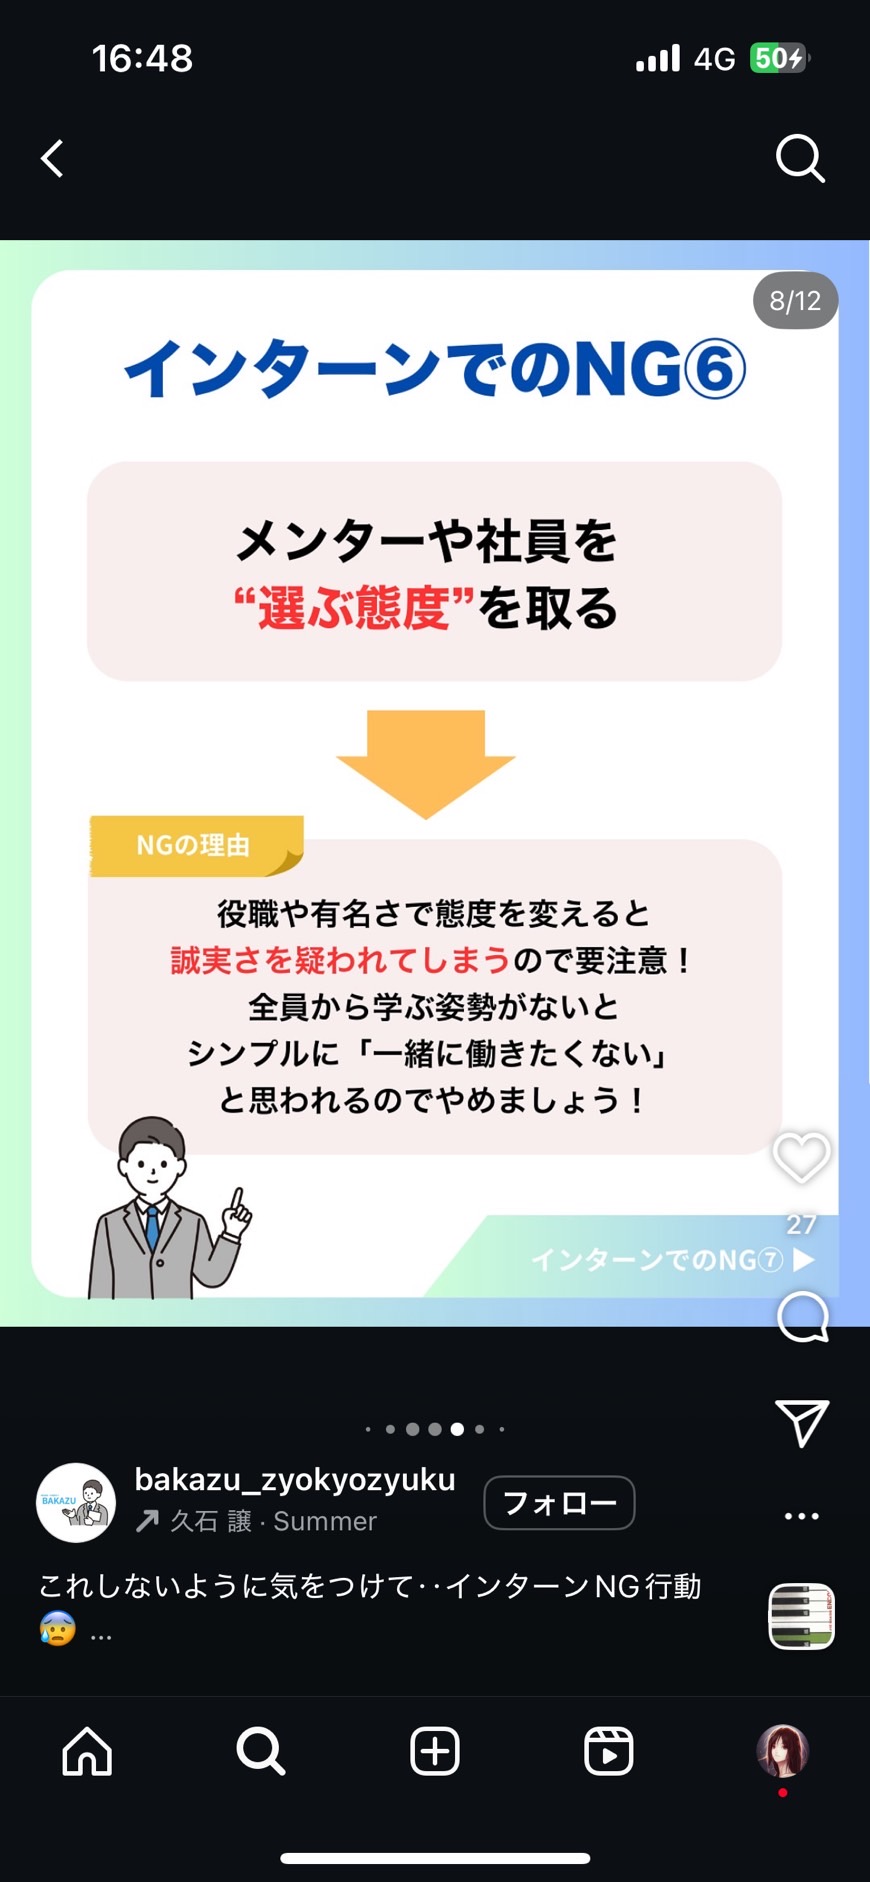 16:48
4G
50
8/12
インターンでのNG⑥
メンターや社員を
“選ぶ態度”を取る
NGの理由
役職や有名さで態度を変えると
誠実さを疑われてしまうので要注意！
全員から学ぶ姿勢がないと
シンプルに「一緒に働きたくない」
と思われるのでやめましょう！
27
インターンでのNG⑦ ▶
bakazu_zyokyozyuku
フォロー
BAKAZU
久石 譲 · Summer
これしないように気をつけて‥インターンNG行動
😰 ...